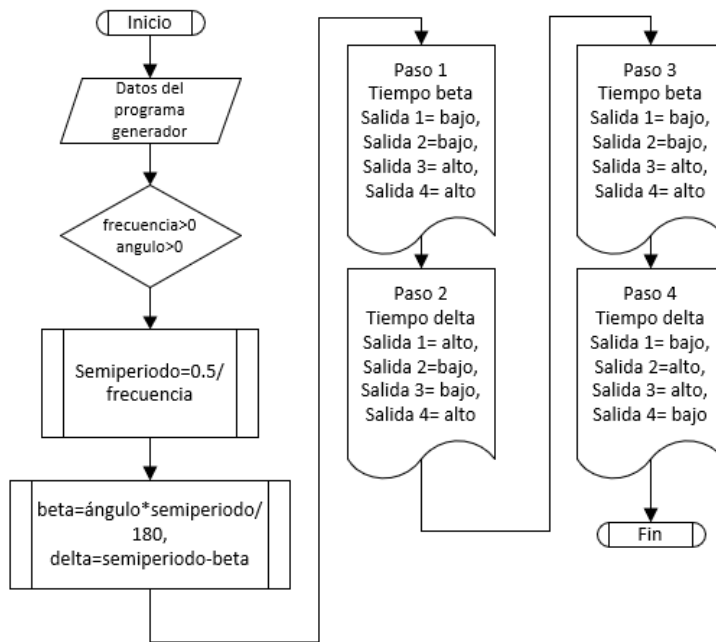 Inicio
Datos del
programa
generador
frecuencia>0
angulo>0
Semiperiodo=0.5/
frecuencia
beta=ángulo*semiperiodo/
180,
delta=semiperiodo-beta
Paso 1
Tiempo beta
Salida 1= bajo,
Salida 2=bajo,
Salida 3= alto,
Salida 4= alto
Paso 2
Tiempo delta
Salida 1= alto,
Salida 2=bajo,
Salida 3= bajo,
Salida 4= alto
Paso 3
Tiempo beta
Salida 1= bajo,
Salida 2=bajo,
Salida 3= alto,
Salida 4= alto
Paso 4
Tiempo delta
Salida 1= bajo,
Salida 2=alto,
Salida 3= alto,
Salida 4= bajo
Fin